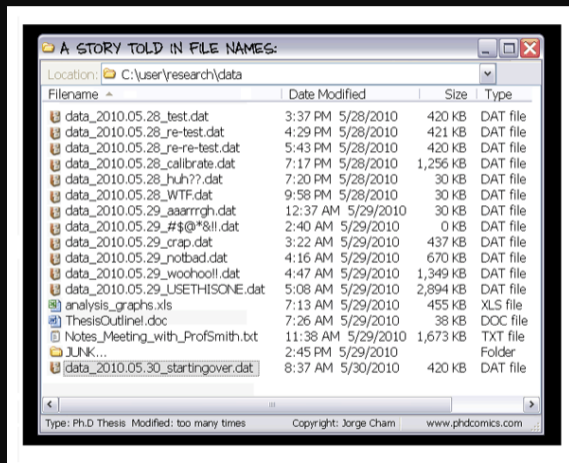 A STORY TOLD IN FILE NAMES:
Location: C:\user\research\data
Filename Date Modified Size Type
data_2010.05.28_test.dat 3:37 PM 5/28/2010 420 KB DAT file
data_2010.05.28_re-test.dat 4:29 PM 5/28/2010 421 KB DAT file
data_2010.05.28_re-re-test.dat 5:43 PM 5/28/2010 420 KB DAT file
data_2010.05.28_calibrate.dat 7:17 PM 5/28/2010 1,256 KB DAT file
data_2010.05.28_huh??.dat 7:20 PM 5/28/2010 30 KB DAT file
data_2010.05.28_WTF.dat 9:58 PM 5/28/2010 30 KB DAT file
data_2010.05.29_aaarrrgh.dat 12:37 AM 5/29/2010 30 KB DAT file
data_2010.05.29_#$@*&!!.dat 2:40 AM 5/29/2010 0 KB DAT file
data_2010.05.29_crap.dat 3:22 AM 5/29/2010 437 KB DAT file
data_2010.05.29_notbad.dat 4:16 AM 5/29/2010 670 KB DAT file
data_2010.05.29_woohoo!!.dat 4:47 AM 5/29/2010 1,349 KB DAT file
data_2010.05.29_USETHISONE.dat 5:08 AM 5/29/2010 2,894 KB DAT file
analysis_graphs.xls 7:13 AM 5/29/2010 455 KB XLS file
ThesisOutline!.doc 7:26 AM 5/29/2010 38 KB DOC file
Notes_Meeting_with_ProfSmith.txt 11:38 AM 5/29/2010 1,673 KB TXT file
JUNK... 2:45 PM 5/29/2010 Folder
data_2010.05.30_startingover.dat 8:37 AM 5/30/2010 420 KB DAT file
Type: Ph.D Thesis Modified: too many times Copyright: Jorge Cham www.phdcomics.com